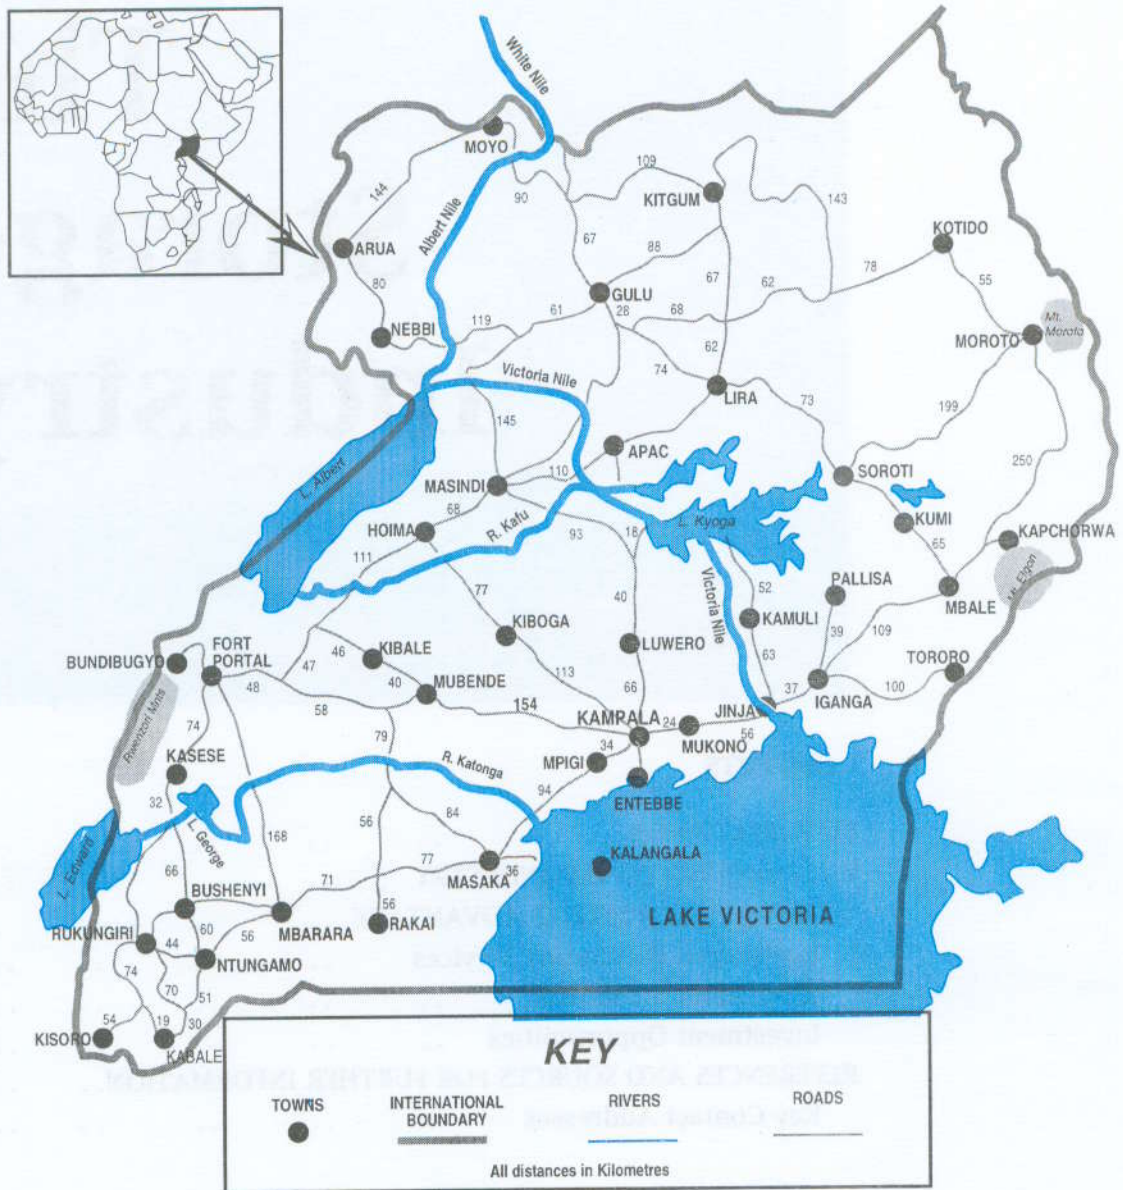 White Nile
MOYO
109
KITGUM
143
144
90
KOTIDO
Albert Nile
ARUA
67
88
78
55
80
67
62
GULU
28
68
Mt.
Moroto
61
119
NEBBI
MOROTO
62
Victoria Nile
74
LIRA
73
199
145
APAC
L. Albert
250
110
SOROTI
MASINDI
68
R. Kafu
93
18
L. Kyoga
KUMI
HOIMA
KAPCHORWA
111
65
Mt. Elgon
77
40
Victoria Nile
52
PALLISA
MBALE
KAMULI
KIBOGA
39
109
LUWERO
BUNDIBUGYO
FORT
PORTAL
46
KIBALE
47
113
63
TORORO
40
MUBENDE
48
66
37
100
58
154
JINJA
IGANGA
KAMPALA
24
Rwenzori Mnts
74
MUKONO
56
79
34
KASESE
R. Katonga
MPIGI
32
94
ENTEBBE
L. George
168
56
84
L. Edward
77
KALANGALA
66
MASAKA
36
71
BUSHENYI
LAKE VICTORIA
56
RAKAI
RUKUNGIRI
44
60
56
MBARARA
NTUNGAMO
74
70
51
54
19
30
KISORO
KABALE
KEY
TOWNS
INTERNATIONAL
BOUNDARY
RIVERS
ROADS
All distances in Kilometres